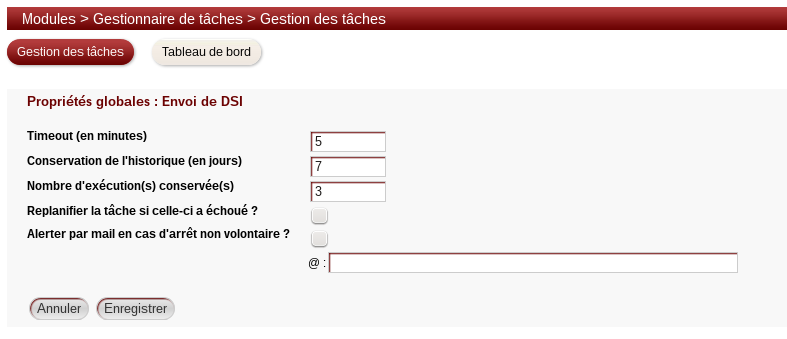 Modules > Gestionnaire de tâches > Gestion des tâches
Gestion des tâches Tableau de bord
Propriétés globales : Envoi de DSI
Timeout (en minutes) 5
Conservation de l'historique (en jours) 7
Nombre d'exécution(s) conservée(s) 3
Replanifier la tâche si celle-ci a échoué ?
Alerter par mail en cas d'arrêt non volontaire ?
@ :
Annuler Enregistrer